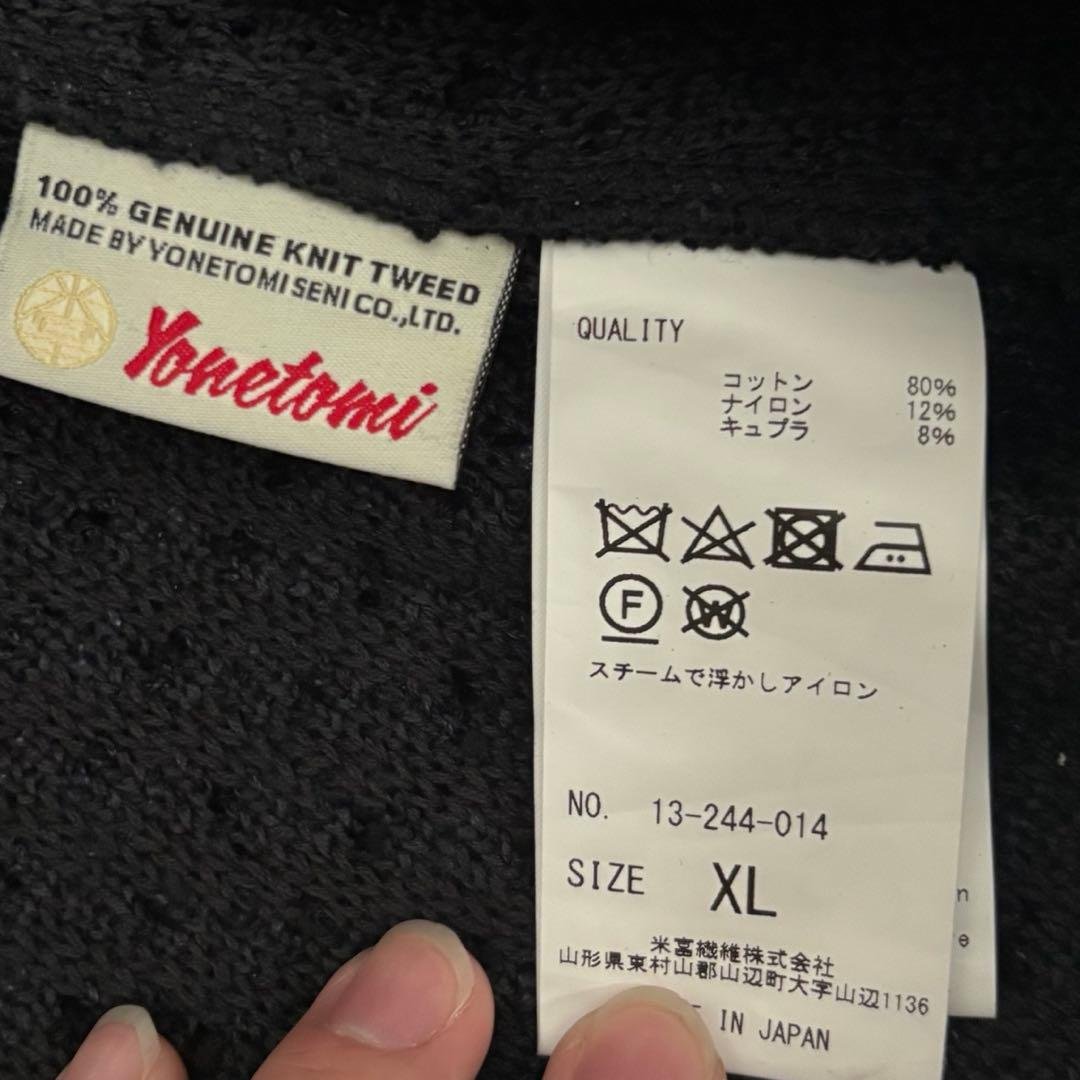 100% GENUINE KNIT TWEED
MADE BY YONETOMI SENI CO.,LTD.
Yonetomi
QUALITY
コットン 80%
ナイロン 12%
キュプラ 8%
F
W
スチームで浮かしアイロン
NO. 13-244-014
SIZE XL
米富繊維株式会社
山形県東村山郡山辺町大字山辺1136
IN JAPAN